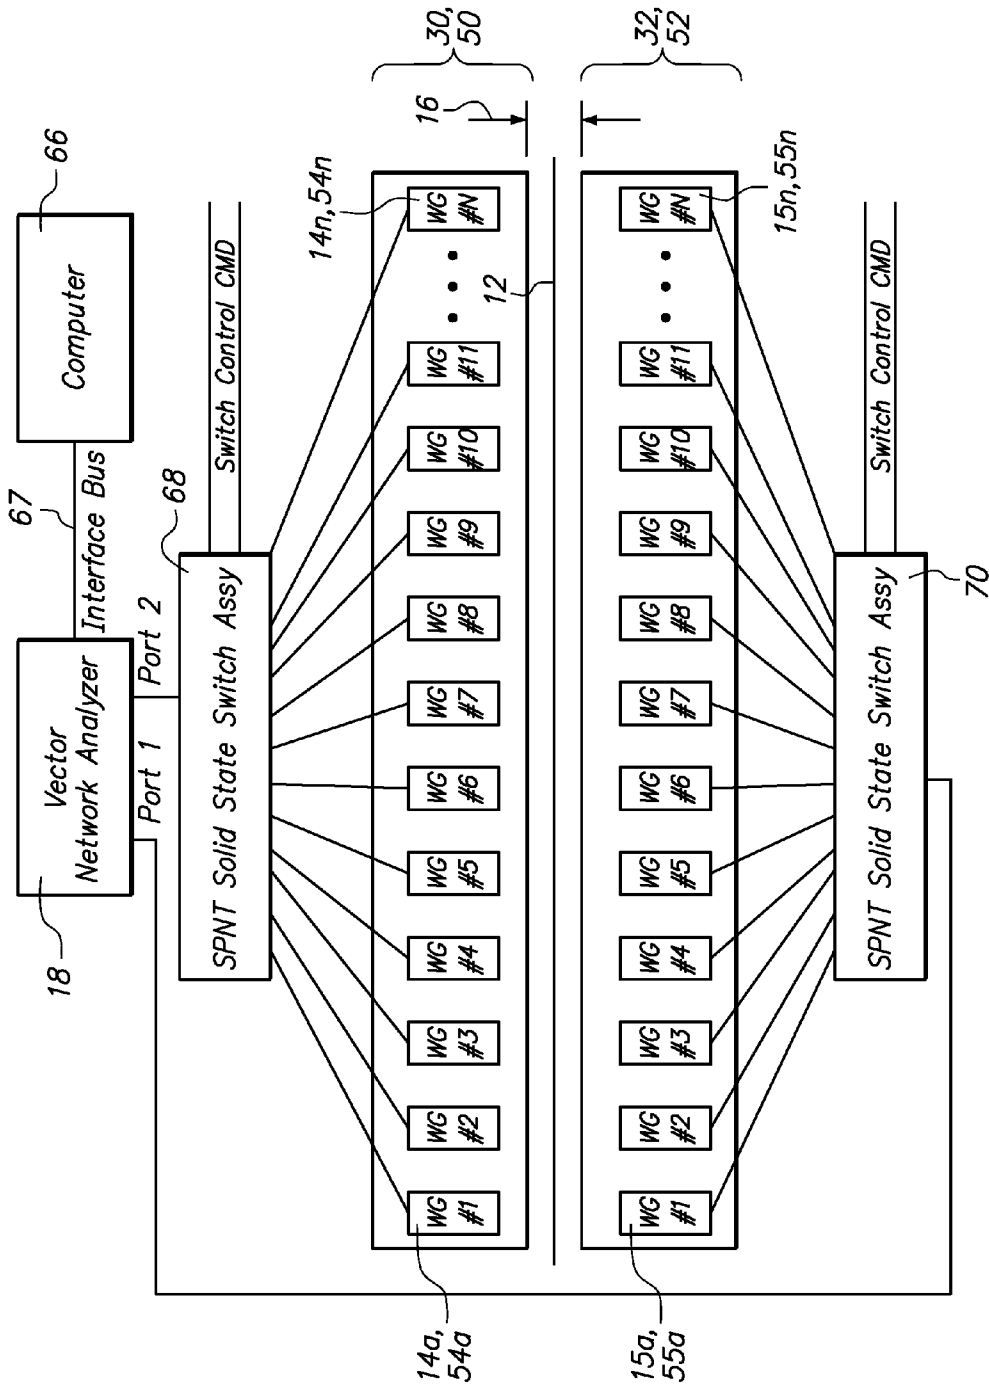 Computer
66
Interface Bus
67
Vector
Network Analyzer
18
Port 1
Port 2
SPNT Solid State Switch Assy
68
Switch Control CMD
30,
50
16
32,
52
14n,54n
12
15n,55n
WG
#1
WG
#2
WG
#3
WG
#4
WG
#5
WG
#6
WG
#7
WG
#8
WG
#9
WG
#10
WG
#11
WG
#N
WG
#1
WG
#2
WG
#3
WG
#4
WG
#5
WG
#6
WG
#7
WG
#8
WG
#9
WG
#10
WG
#11
WG
#N
14a,
54a
15a,
55a
SPNT Solid State Switch Assy
70
Switch Control CMD